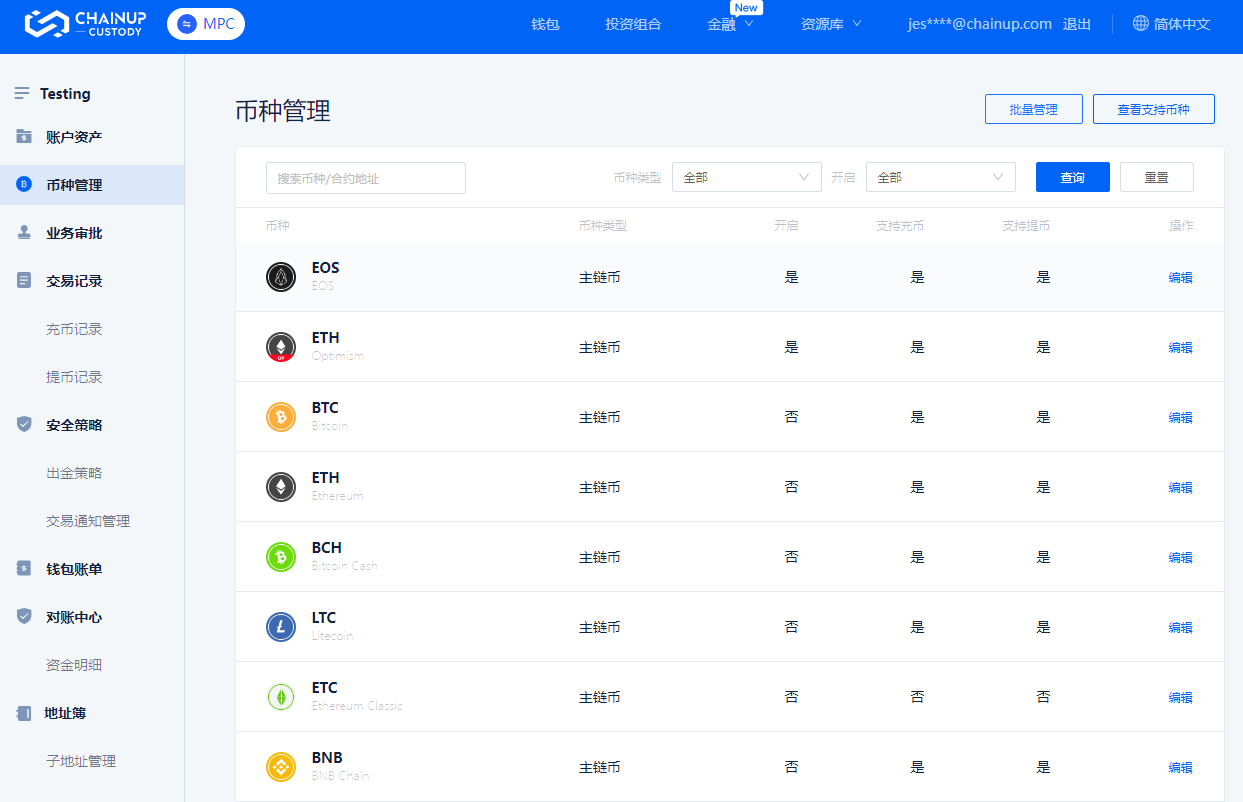 CHAINUP
CUSTODY
MPC
钱包 投资组合 金融 New 资源库 jes****@chainup.com 退出 简体中文
Testing
账户资产
币种管理
业务审批
交易记录
充币记录
提币记录
安全策略
出金策略
交易通知管理
钱包账单
对账中心
资金明细
地址簿
子地址管理
币种管理 批量管理 查看支持币种
搜索币种/合约地址 币种类型 全部 开启 全部 查询 重置
币种 币种类型 开启 支持充币 支持提币 操作
EOS
EOS
主链币 是 是 是 编辑
ETH
Optimism
主链币 是 是 是 编辑
OP
BTC
Bitcoin
主链币 否 是 是 编辑
ETH
Ethereum
主链币 否 是 是 编辑
BCH
Bitcoin Cash
主链币 否 是 是 编辑
LTC
Litecoin
主链币 否 是 是 编辑
ETC
Ethereum Classic
主链币 否 否 否 编辑
BNB
BNB Chain
主链币 否 是 是 编辑